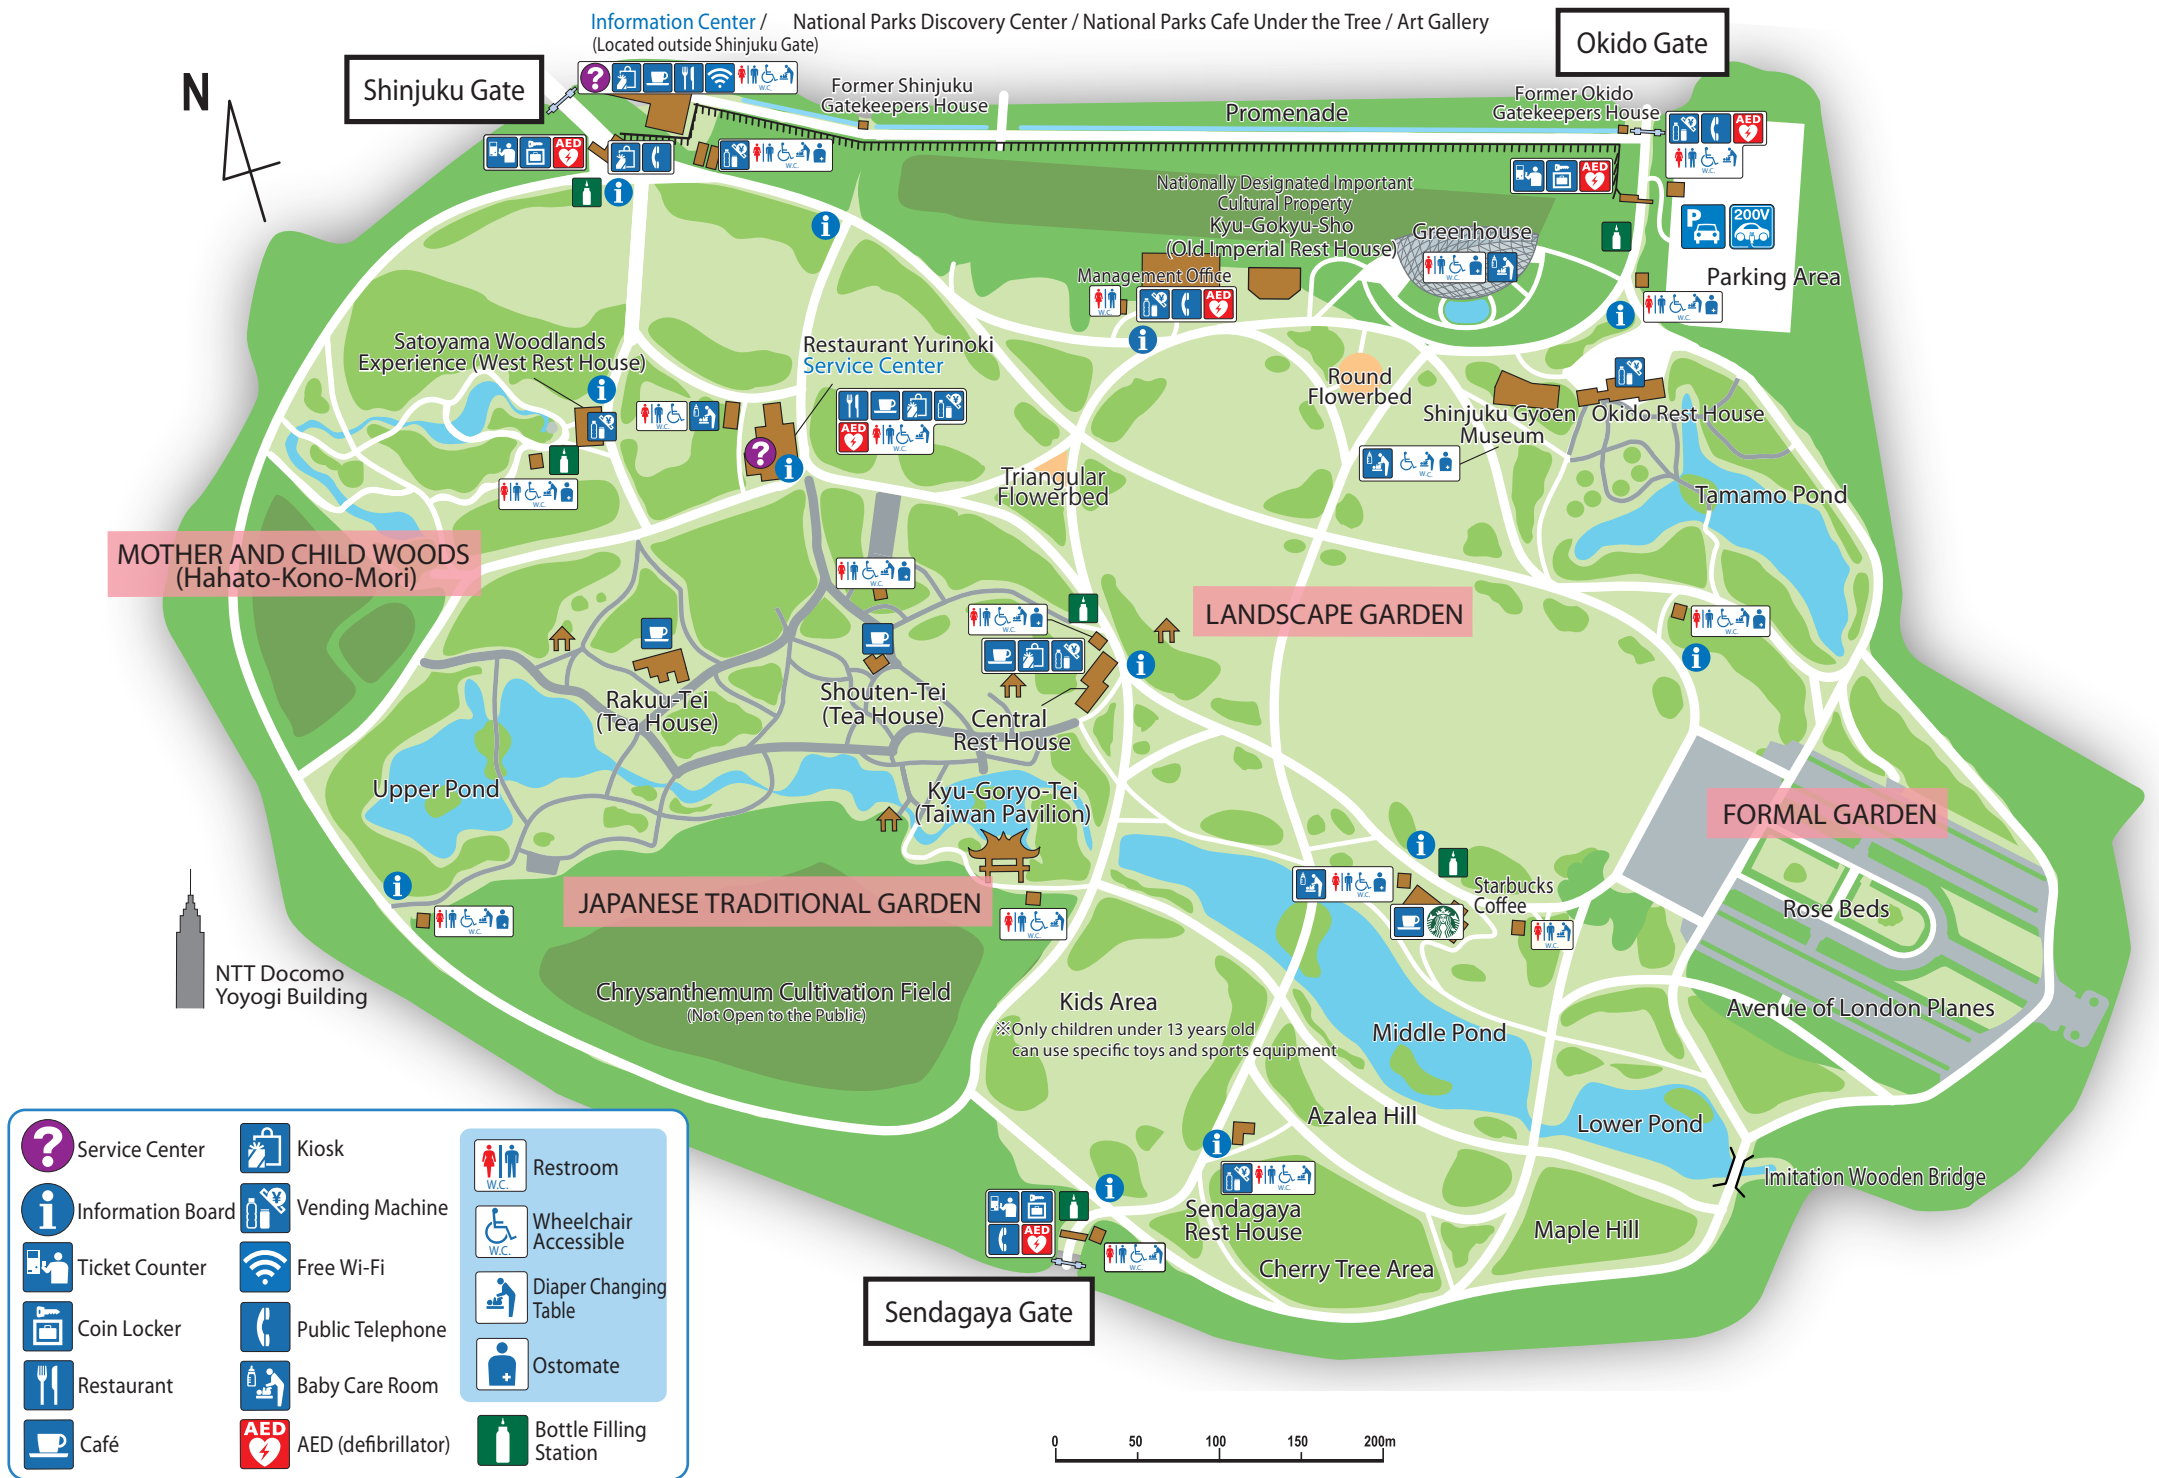 Information Center / National Parks Discovery Center / National Parks Cafe Under the Tree / Art Gallery
(Located outside Shinjuku Gate)
Okido Gate
Shinjuku Gate
N
Former Shinjuku
Gatekeepers House
Promenade
Former Okido
Gatekeepers House
W.C.
AED
AED
W.C.
AED
W.C.
AED
Nationally Designated Important
Cultural Property
Kyu-Gokyu-Sho
(Old Imperial Rest House)
Greenhouse
W.C.
P
200V
Parking Area
Management Office
W.C.
AED
W.C.
Satoyama Woodlands
Experience (West Rest House)
Restaurant Yurinoki
Service Center
AED
W.C.
W.C.
W.C.
Round
Flowerbed
Shinjuku Gyoen
Museum
W.C.
Okido Rest House
Triangular
Flowerbed
Tamamo Pond
MOTHER AND CHILD WOODS
(Hahato-Kono-Mori)
W.C.
W.C.
LANDSCAPE GARDEN
W.C.
Rakuu-Tei
(Tea House)
Shouten-Tei
(Tea House)
Central
Rest House
Upper Pond
Kyu-Goryo-Tei
(Taiwan Pavilion)
FORMAL GARDEN
JAPANESE TRADITIONAL GARDEN
W.C.
W.C.
W.C.
Starbucks
Coffee
W.C.
Rose Beds
NTT Docomo
Yoyogi Building
Chrysanthemum Cultivation Field
(Not Open to the Public)
Kids Area
※Only children under 13 years old
can use specific toys and sports equipment
Middle Pond
Avenue of London Planes
Azalea Hill
Lower Pond
Imitation Wooden Bridge
W.C.
Sendagaya
Rest House
Maple Hill
AED
W.C.
Cherry Tree Area
Sendagaya Gate
Service Center
Information Board
Ticket Counter
Coin Locker
Restaurant
Café
Kiosk
Vending Machine
Free Wi-Fi
Public Telephone
Baby Care Room
AED
AED (defibrillator)
W.C.
Restroom
W.C.
Wheelchair
Accessible
Diaper Changing
Table
Ostomate
Bottle Filling
Station
0 50 100 150 200m